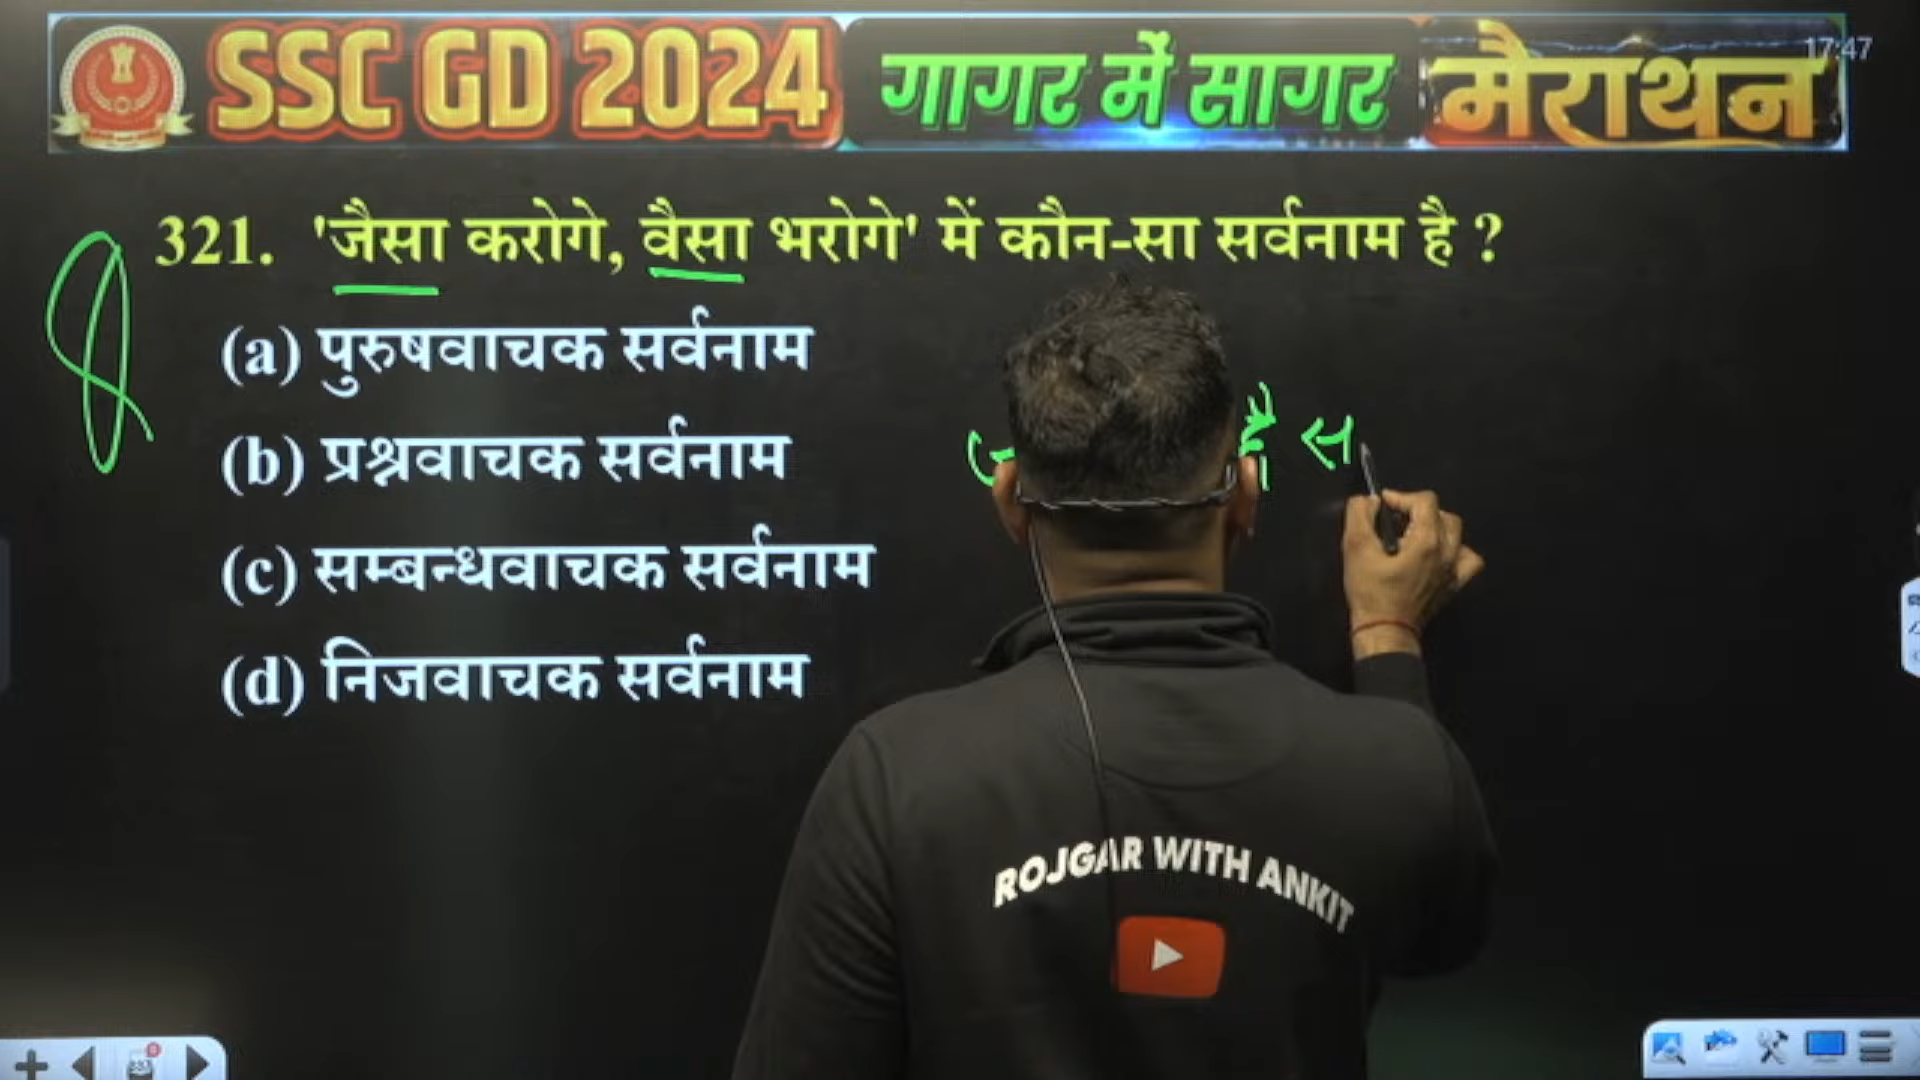 SSC GD 2024 गागर में सागर मैराथन
17:47
321. 'जैसा करोगे, वैसा भरोगे' में कौन-सा सर्वनाम है ?
(a) पुरुषवाचक सर्वनाम
(b) प्रश्नवाचक सर्वनाम
(c) सम्बन्धवाचक सर्वनाम
(d) निजवाचक सर्वनाम
ROJGAR WITH ANKIT